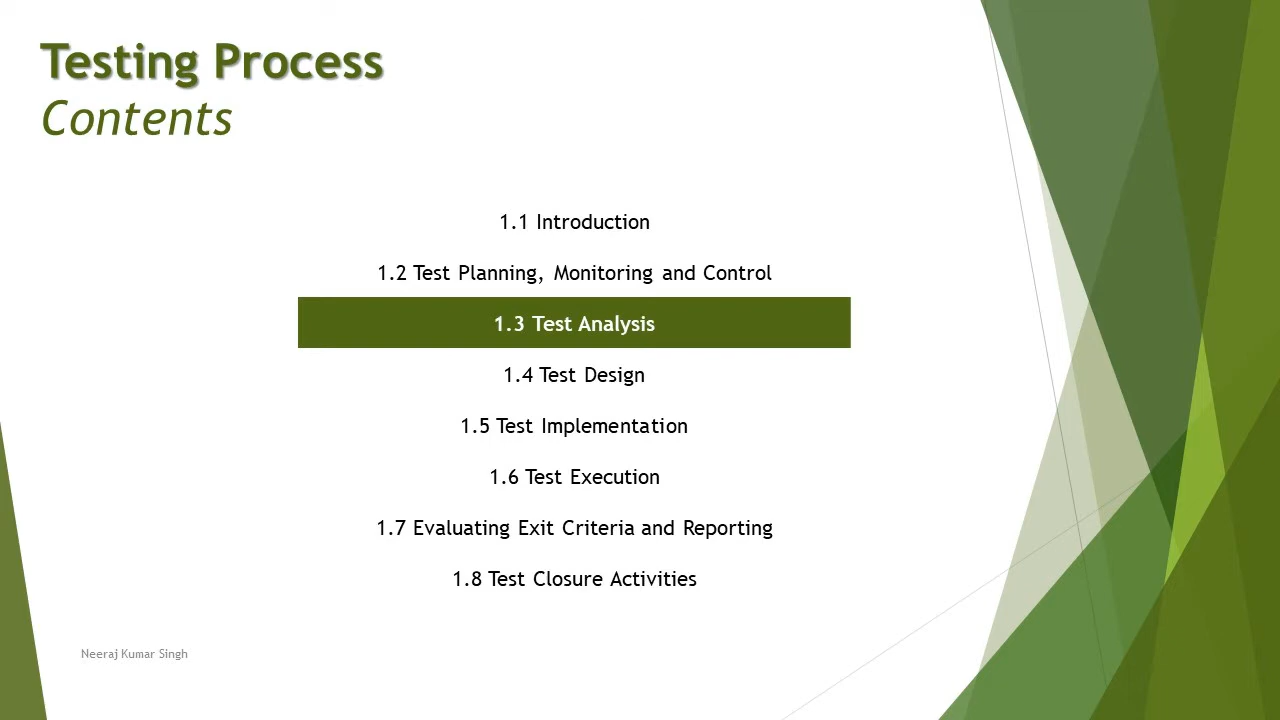 Testing Process
Contents
1.1 Introduction
1.2 Test Planning, Monitoring and Control
1.3 Test Analysis
1.4 Test Design
1.5 Test Implementation
1.6 Test Execution
1.7 Evaluating Exit Criteria and Reporting
1.8 Test Closure Activities
Neeraj Kumar Singh